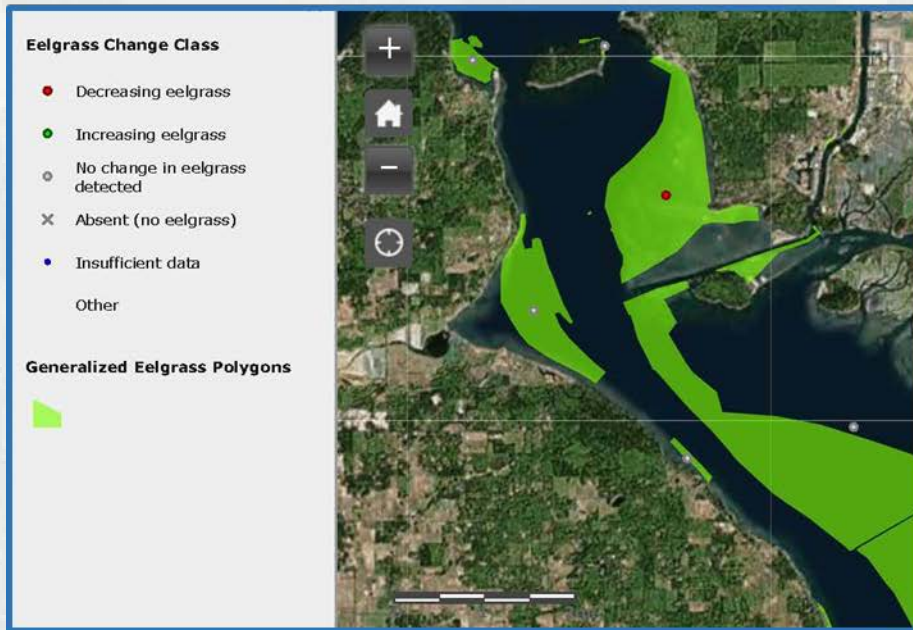 Eelgrass Change Class
Decreasing eelgrass
Increasing eelgrass
No change in eelgrass
detected
Absent (no eelgrass)
Insufficient data
Other
Generalized Eelgrass Polygons